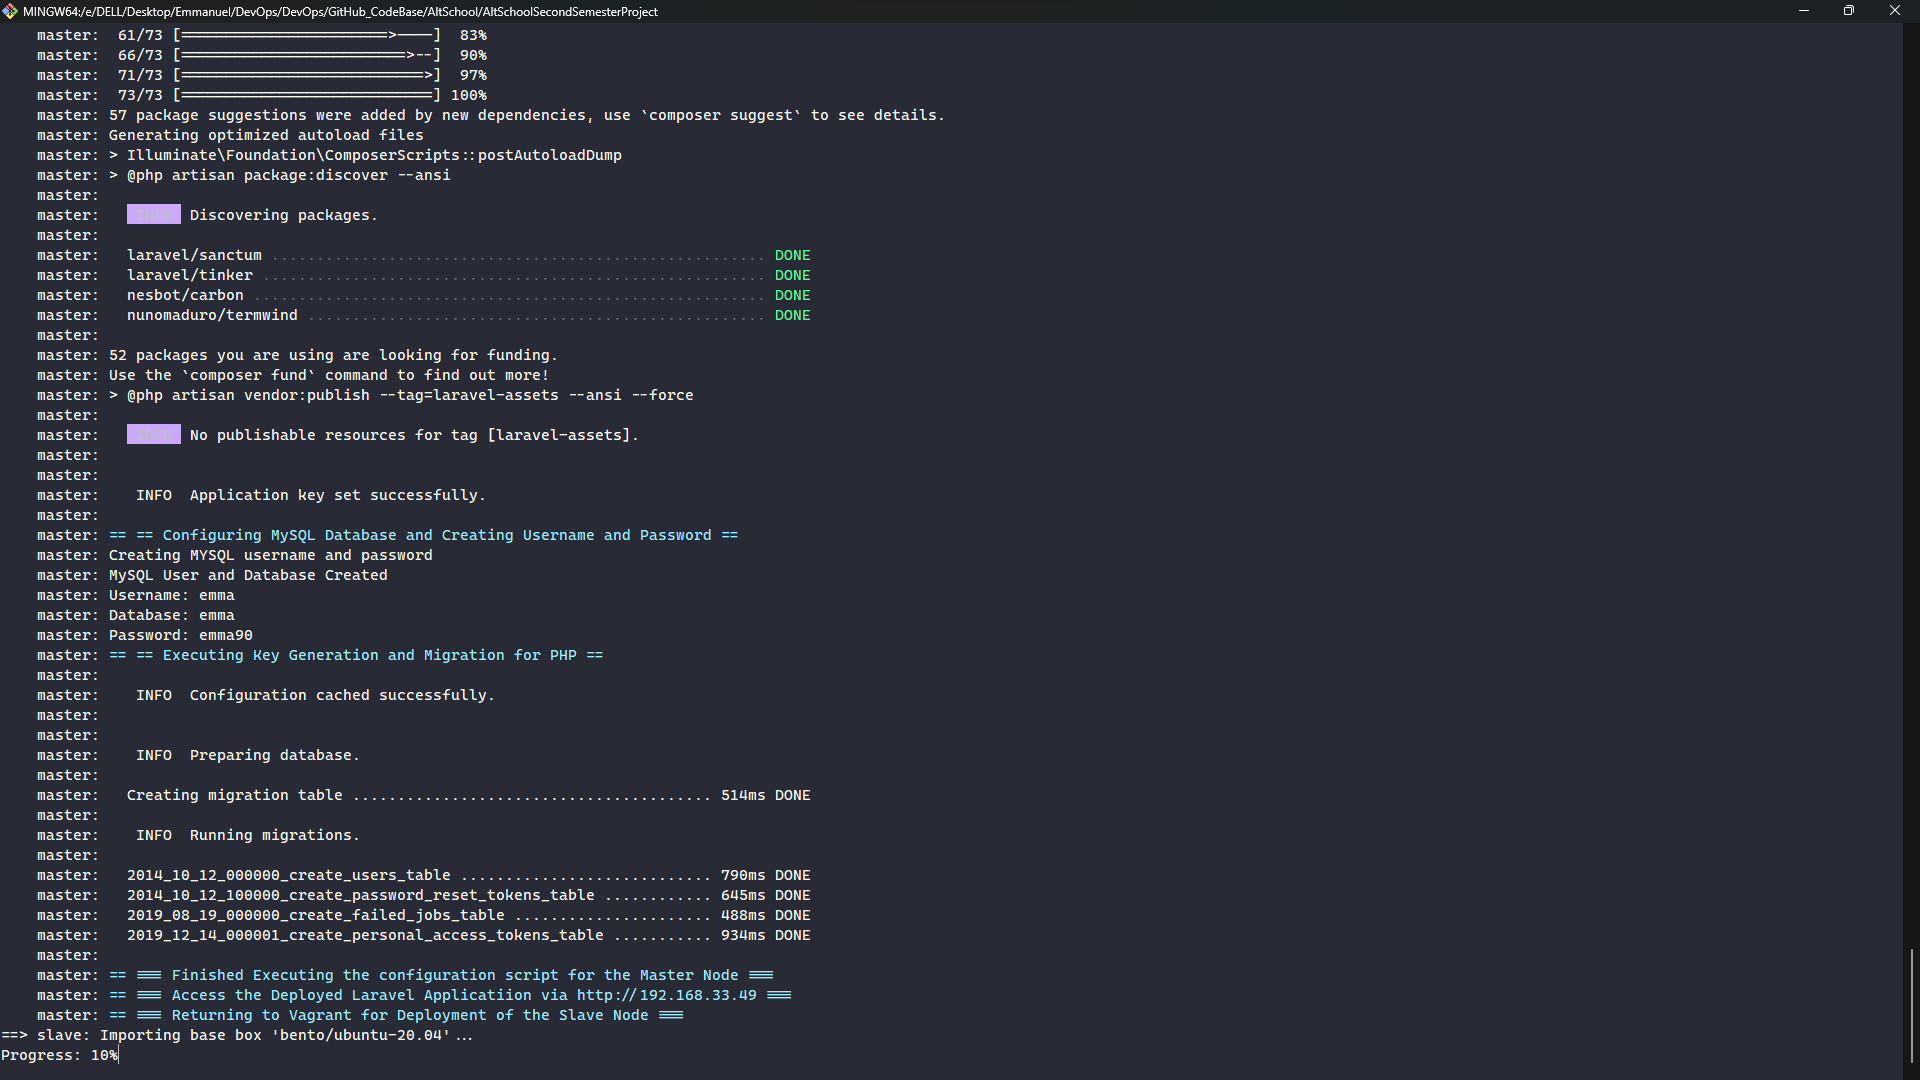 MINGW64:/e/DELL/Desktop/Emmanuel/DevOps/DevOps/GitHub_CodeBase/AltSchool/AltSchoolSecondSemesterProject
master: 61/73 [======================>-----] 83%
master: 66/73 [========================>--] 90%
master: 71/73 [==========================>] 97%
master: 73/73 [===========================] 100%
master: 57 package suggestions were added by new dependencies, use `composer suggest` to see details.
master: Generating optimized autoload files
master: > Illuminate\Foundation\ComposerScripts::postAutoloadDump
master: > @php artisan package:discover --ansi
master:
master: INFO Discovering packages.
master:
master: laravel/sanctum ....................................................... DONE
master: laravel/tinker ........................................................ DONE
master: nesbot/carbon ......................................................... DONE
master: nunomaduro/termwind ................................................... DONE
master:
master: 52 packages you are using are looking for funding.
master: Use the `composer fund` command to find out more!
master: > @php artisan vendor:publish --tag=laravel-assets --ansi --force
master:
master: INFO No publishable resources for tag [laravel-assets].
master:
master:
master: INFO Application key set successfully.
master:
master: == == Configuring MySQL Database and Creating Username and Password ==
master: Creating MYSQL username and password
master: MySQL User and Database Created
master: Username: emma
master: Database: emma
master: Password: emma90
master: == == Executing Key Generation and Migration for PHP ==
master:
master: INFO Configuration cached successfully.
master:
master:
master: INFO Preparing database.
master:
master: Creating migration table ........................................ 514ms DONE
master:
master: INFO Running migrations.
master:
master: 2014_10_12_000000_create_users_table ............................ 790ms DONE
master: 2014_10_12_100000_create_password_reset_tokens_table ............ 645ms DONE
master: 2019_08_19_000000_create_failed_jobs_table ...................... 488ms DONE
master: 2019_12_14_000001_create_personal_access_tokens_table ........... 934ms DONE
master:
master: == === Finished Executing the configuration script for the Master Node ===
master: == === Access the Deployed Laravel Applicatiion via http://192.168.33.49 ===
master: == === Returning to Vagrant for Deployment of the Slave Node ===
==> slave: Importing base box 'bento/ubuntu-20.04'...
Progress: 10%